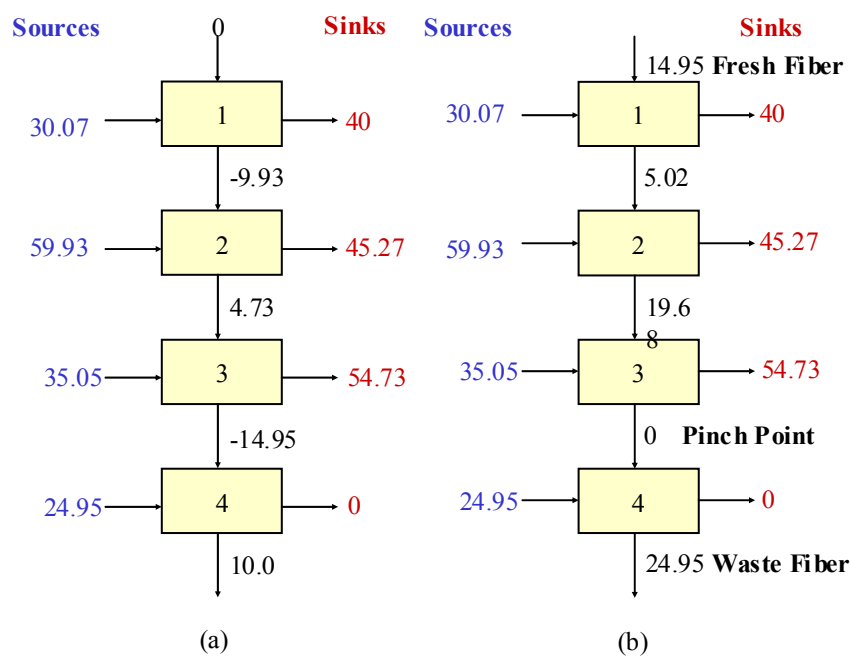 Sources 0 Sinks
30.07 1 40
-9.93
59.93 2 45.27
4.73
35.05 3 54.73
-14.95
24.95 4 0
10.0
(a)
Sources Sinks
14.95 Fresh Fiber
30.07 1 40
5.02
59.93 2 45.27
19.6
8
35.05 3 54.73
0 Pinch Point
24.95 4 0
24.95 Waste Fiber
(b)